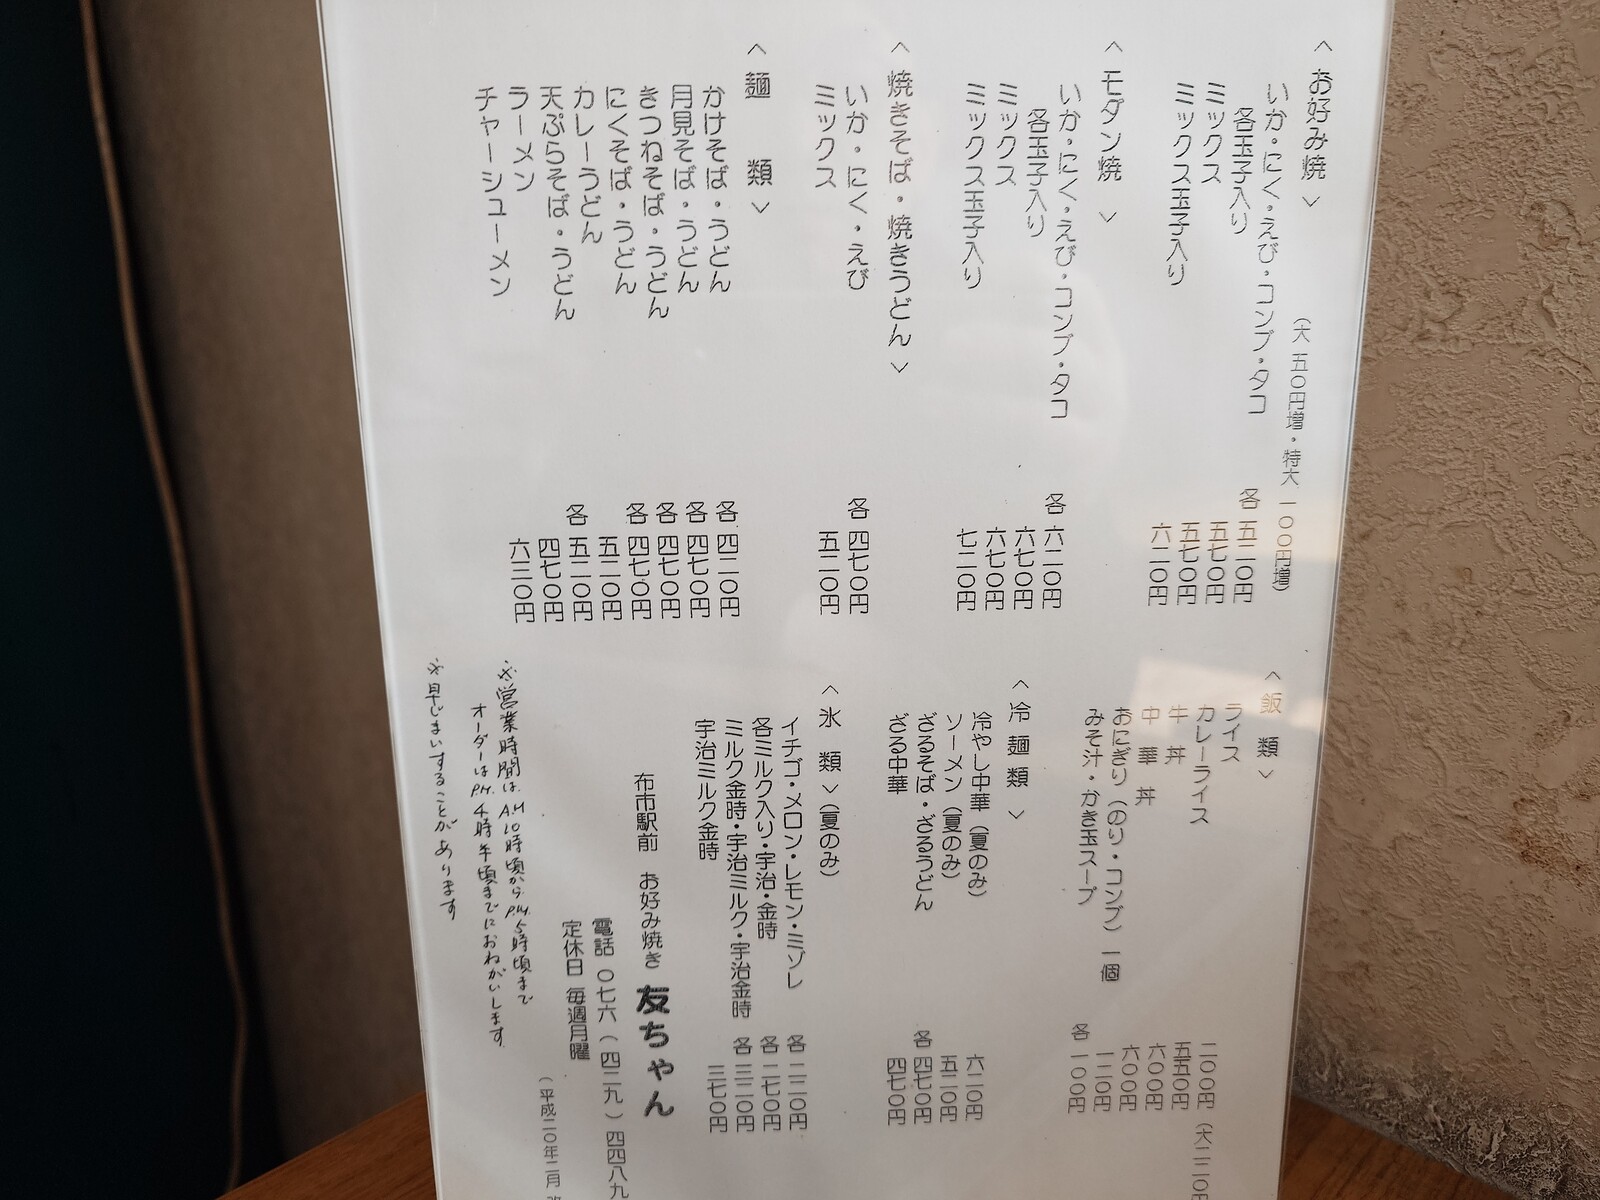 〈お好み焼〉
（大 五〇円増・特大 一〇〇円増）
いか・にく・えび・コンブ・タコ 各 五二〇円
各玉子入り 五七〇円
ミックス 五七〇円
ミックス玉子入り 六二〇円
〈モダン焼〉
いか・にく・えび・コンブ・タコ 各 六二〇円
各玉子入り 六七〇円
ミックス 六七〇円
ミックス玉子入り 七二〇円
〈焼きそば・焼きうどん〉
いか・にく・えび 各 四七〇円
ミックス 五二〇円
〈麺 類〉
かけそば・うどん 各 四二〇円
月見そば・うどん 各 四七〇円
きつねそば・うどん 各 四七〇円
にくそば・うどん 各 四七〇円
カレーうどん 五二〇円
天ぷらそば・うどん 各 五二〇円
ラーメン 四七〇円
チャーシューメン 六二〇円
〈飯 類〉
ライス 二〇〇円（大二二〇円
カレーライス 五五〇円
牛 丼 六〇〇円
中 華 丼 六〇〇円
おにぎり（のり・コンブ）一個 一二〇円
みそ汁・かき玉スープ 各 一〇〇円
〈冷 麺 類〉
冷やし中華（夏のみ） 六二〇円
ソーメン（夏のみ） 五二〇円
ざるそば・ざるうどん 各 四七〇円
ざる中華 四七〇円
〈氷 類〉（夏のみ）
イチゴ・メロン・レモン・ミゾレ 各 二二〇円
各ミルク入り・宇治・金時 各 二七〇円
ミルク金時・宇治ミルク・宇治金時 各 三二〇円
宇治ミルク金時 三七〇円
布市駅前 お好み焼き 友ちゃん
電話 〇七六（四二九）四四八九
定休日 毎週月曜
（平成二〇年二月
※営業時間は A.M 10時頃から P.M. 5時頃まで
オーダーは P.M. 4時半頃までにおねがいします
※早じまいすることがあります